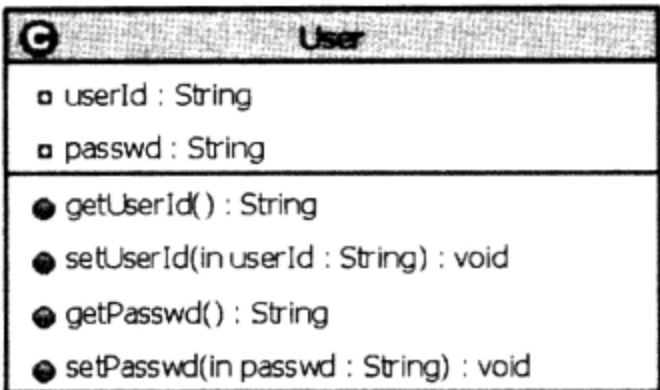 C User
userId : String
passwd : String
getUserId() : String
setUserId(in userId : String) : void
getPasswd() : String
setPasswd(in passwd : String) : void